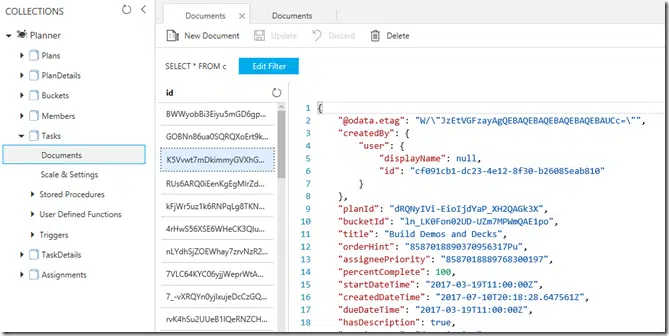 COLLECTIONS
Planner
Plans
PlanDetails
Buckets
Members
Tasks
Documents
Scale & Settings
Stored Procedures
User Defined Functions
Triggers
TaskDetails
Assignments
Documents
Documents
New Document
Update
Discard
Delete
SELECT * FROM c
Edit Filter
id
BWWyobBi3Eiyu5mGD6gp...
GOBNn86ua0SQRQXoErt9k...
K5Vvwt7mDkimmyGVXhG...
RUs6ARQ0iEenKgEgMlrZd...
kFjWr5uz1k6RNPqLg8TKN...
4rHwS56XSE6WHeCK3QIu...
nLYdhSjZOEWhay7zrvNzR2...
7VLC64KYC06yjjWeprWtA...
7_-vXRQYn0yjlxujeDcCzGQ...
rvK4hSu2UUeB1lQeRNZCH...
1 {
2 "@odata.etag": "W/\"JzEtVGFzayAgQEBAQEBAQEBAQEBAQEBAUCc=\"",
3 "createdBy": {
4 "user": {
5 "displayName": null,
6 "id": "cf091cb1-dc23-4e12-8f30-b26085eab810"
7 }
8 },
9 "planId": "dRQNyIVi-EioIjdYaP_XH2QAGk3X",
10 "bucketId": "ln_LK0Fon02UD-UZm7MPWmQAE1po",
11 "title": "Build Demos and Decks",
12 "orderHint": "8587018890370956317Pu",
13 "assigneePriority": "8587018889768300197",
14 "percentComplete": 100,
15 "startDateTime": "2017-03-19T11:00:00Z",
16 "createdDateTime": "2017-07-10T20:18:28.647561Z",
17 "dueDateTime": "2017-03-19T11:00:00Z",
18 "hasDescription": true,